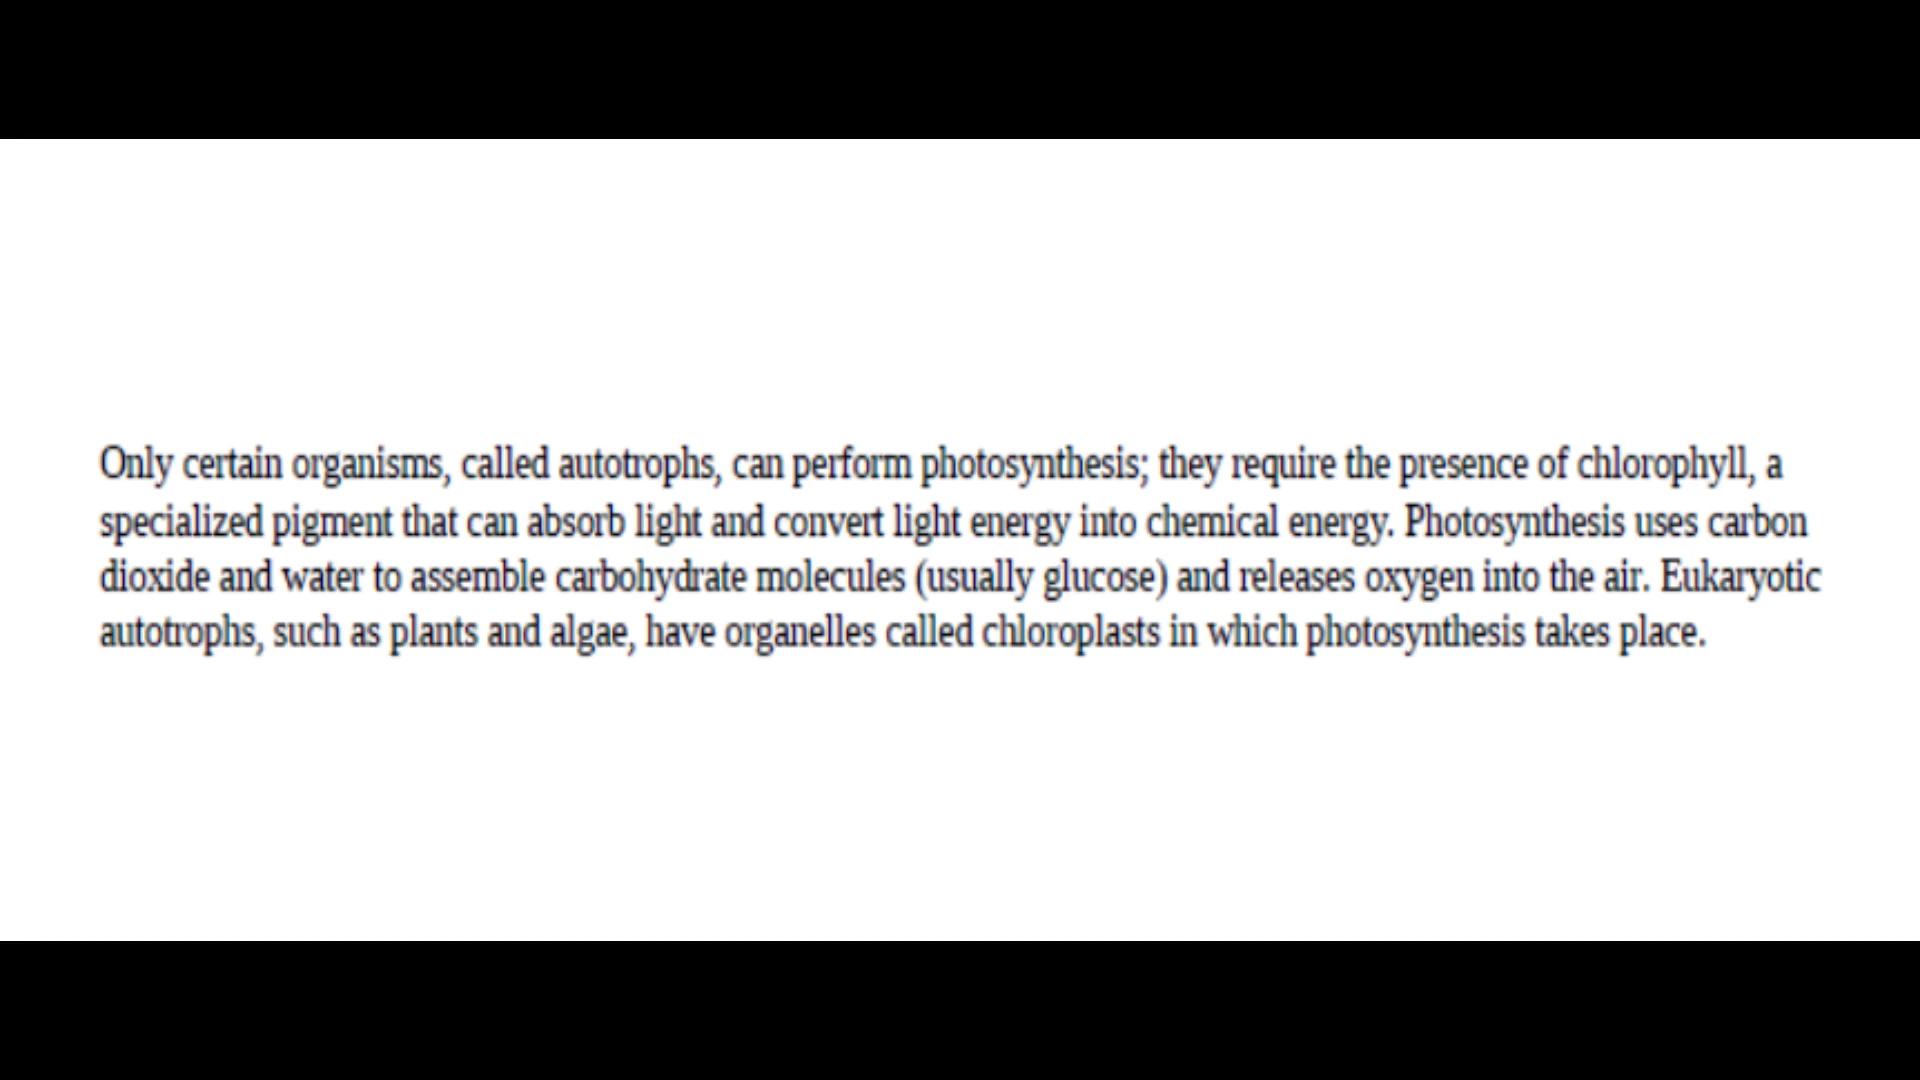 Only certain organisms, called autotrophs, can perform photosynthesis; they require the presence of chlorophyll, a
specialized pigment that can absorb light and convert light energy into chemical energy. Photosynthesis uses carbon
dioxide and water to assemble carbohydrate molecules (usually glucose) and releases oxygen into the air. Eukaryotic
autotrophs, such as plants and algae, have organelles called chloroplasts in which photosynthesis takes place.